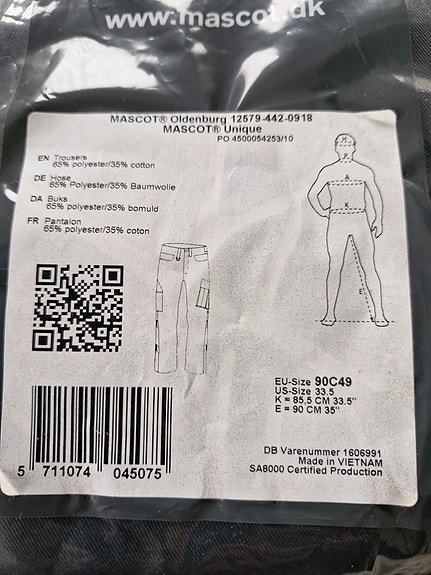 www.mascot.dk
MASCOT® Oldenburg 12579-442-0918
MASCOT® Unique
PO 4500054253/10
EN Trousers
65% polyester/35% cotton
DE Hose
65% Polyester/35% Baumwolle
DA Buks
65% polyester/35% bomuld
FR Pantalon
65% polyester/35% coton
H
P
A
K
E
EU-Size 90C49
US-Size 33.5
K = 85,5 CM 33.5"
E = 90 CM 35"
DB Varenummer 1606991
Made in VIETNAM
SA8000 Certified Production
5 711074 045075